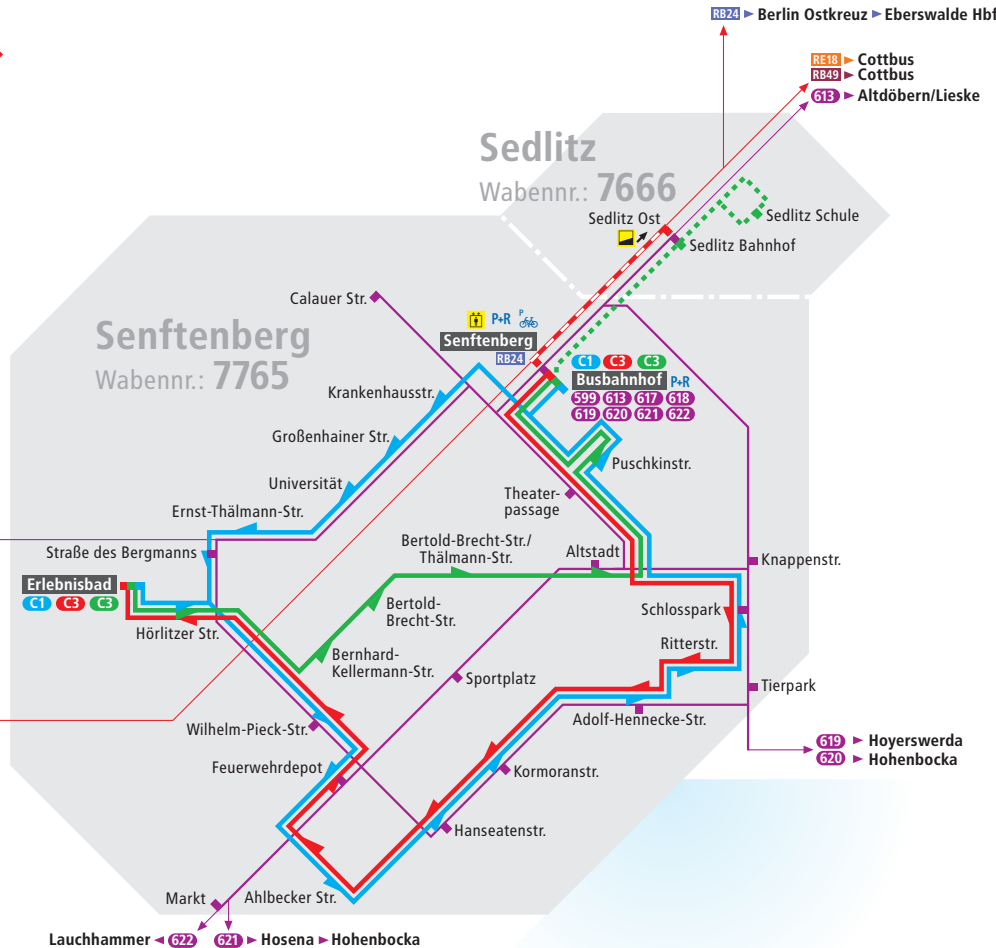 RB24 Berlin Ostkreuz Eberswalde Hbf
RE18 Cottbus
RB49 Cottbus
613 Altdöbern/Lieske
Sedlitz
Wabennr.: 7666
Sedlitz Ost
Sedlitz Schule
Sedlitz Bahnhof
Calauer Str.
Senftenberg
Wabennr.: 7765
P+R P
Senftenberg
RB24
C1 C3 C3
Busbahnhof P+R
599 613 617 618
619 620 621 622
Krankenhausstr.
Großenhainer Str.
Universität
Ernst-Thälmann-Str.
Straße des Bergmanns
Erlebnisbad
C1 C3 C3
Hörlitzer Str.
Puschkinstr.
Theater-
passage
Bertold-Brecht-Str./
Thälmann-Str.
Altstadt
Knappenstr.
Bertold-
Brecht-Str.
Schlosspark
Bernhard-
Kellermann-Str.
Ritterstr.
Sportplatz
Tierpark
Adolf-Hennecke-Str.
Wilhelm-Pieck-Str.
Feuerwehrdepot
Kormoranstr.
619 Hoyerswerda
620 Hohenbocka
Hanseatenstr.
Markt
Ahlbecker Str.
Lauchhammer 622 621 Hosena Hohenbocka